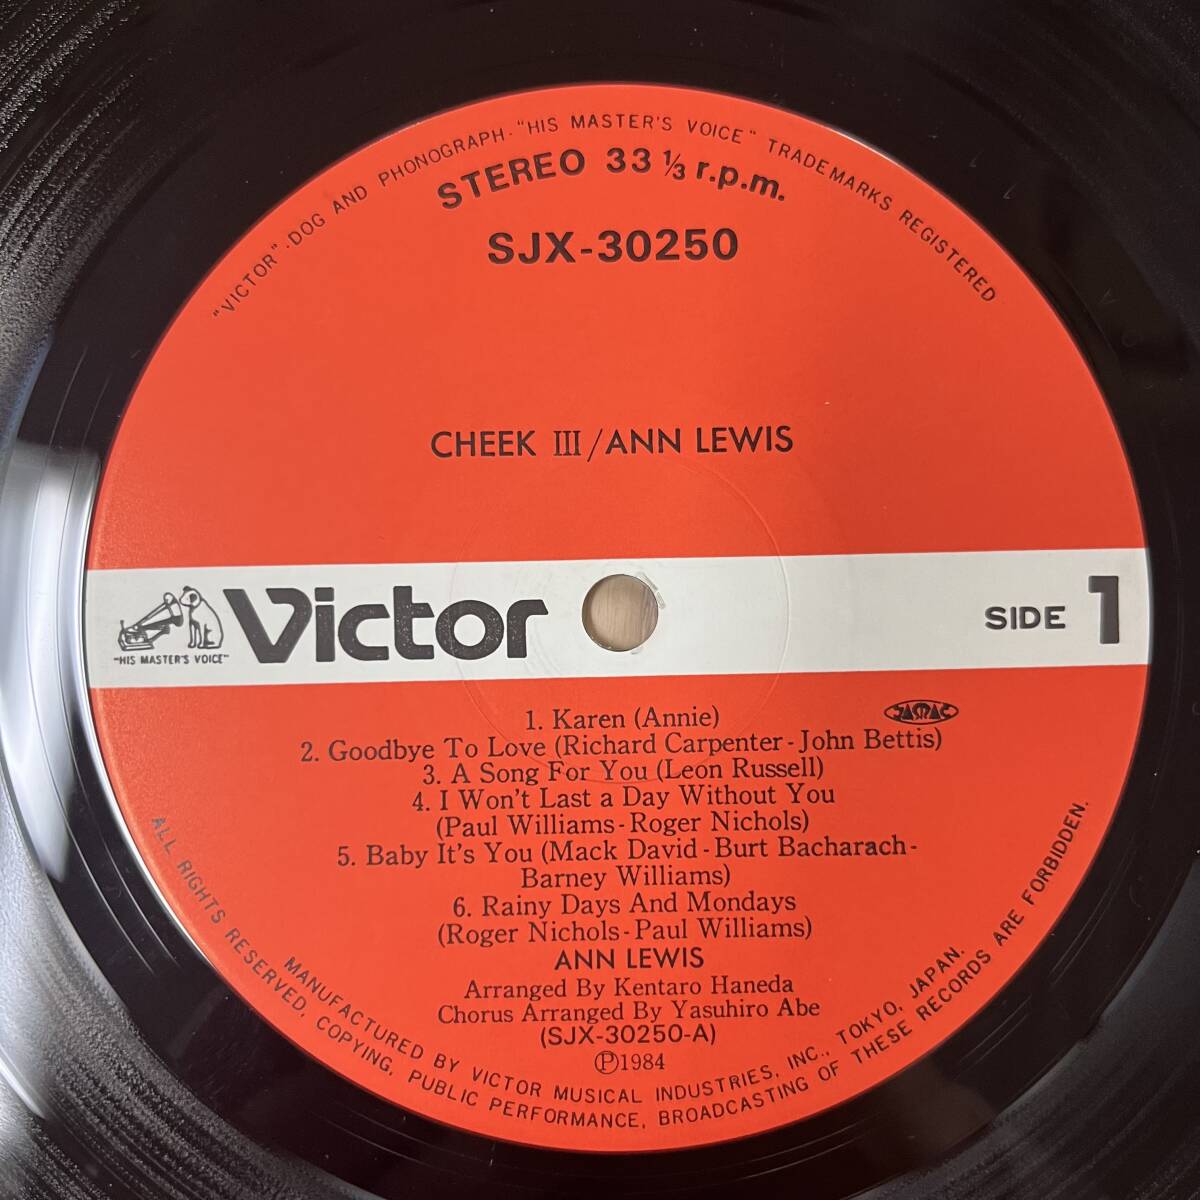 "VICTOR"·DOG AND PHONOGRAPH·"HIS MASTER'S VOICE" TRADEMARKS REGISTERED
STEREO 33 ⅓ r.p.m.
SJX-30250
CHEEK III/ANN LEWIS
"HIS MASTER'S VOICE"
Victor
SIDE 1
JASRAC
1. Karen (Annie)
2. Goodbye To Love (Richard Carpenter-John Bettis)
3. A Song For You (Leon Russell)
4. I Won't Last a Day Without You
(Paul Williams-Roger Nichols)
5. Baby It's You (Mack David-Burt Bacharach-
Barney Williams)
6. Rainy Days And Mondays
(Roger Nichols-Paul Williams)
ANN LEWIS
Arranged By Kentaro Haneda
Chorus Arranged By Yasuhiro Abe
(SJX-30250-A)
Ⓟ1984
MANUFACTURED BY VICTOR MUSICAL INDUSTRIES, INC., TOKYO, JAPAN.
ALL RIGHTS RESERVED, COPYING, PUBLIC PERFORMANCE, BROADCASTING OF THESE RECORDS ARE FORBIDDEN.